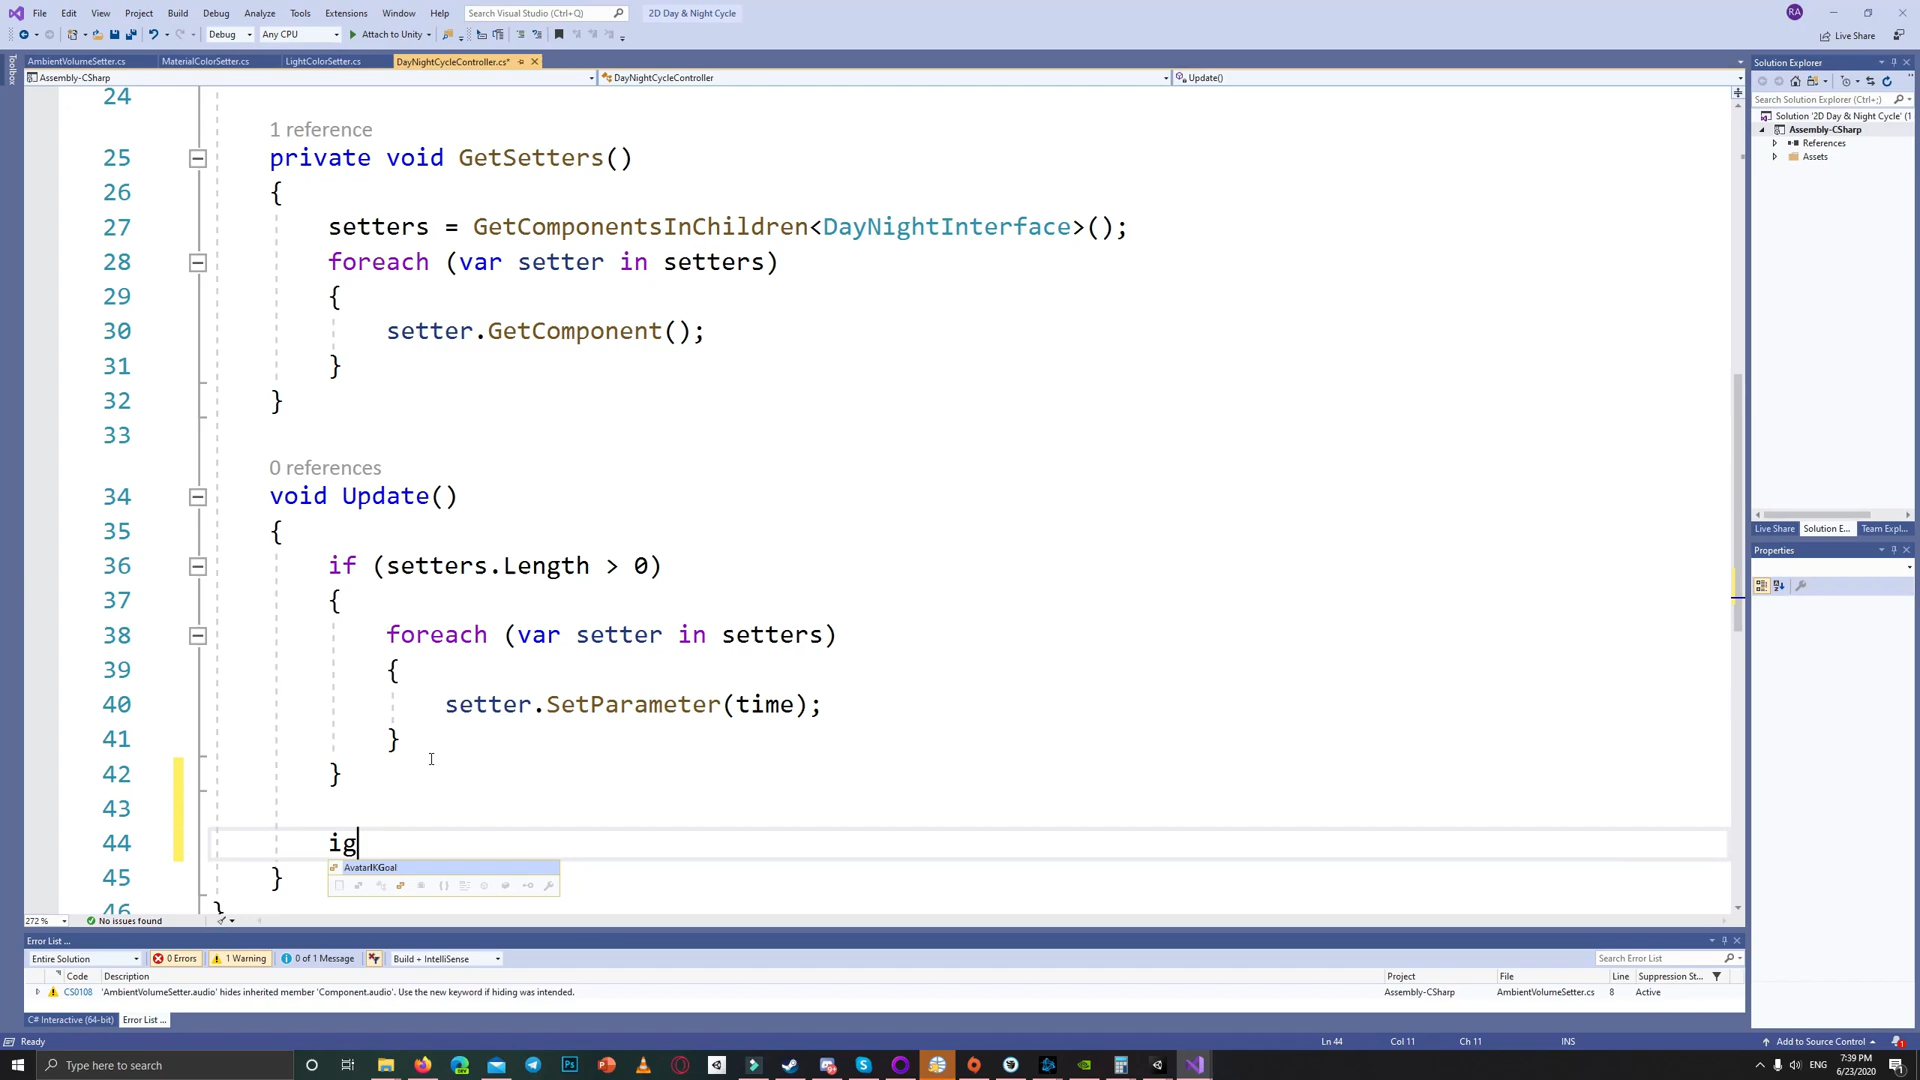 File Edit View Project Build Debug Analyze Tools Extensions Window Help Search Visual Studio (Ctrl+Q) 2D Day & Night Cycle RA
Debug Any CPU Attach to Unity Live Share
Toolbox
AmbientVolumeSetter.cs MaterialColorSetter.cs LightColorSetter.cs DayNightCycleController.cs*
Assembly-CSharp DayNightCycleController Update()
24
1 reference
25 private void GetSetters()
26 {
27 setters = GetComponentsInChildren<DayNightInterface>();
28 foreach (var setter in setters)
29 {
30 setter.GetComponent();
31 }
32 }
33
0 references
34 void Update()
35 {
36 if (setters.Length > 0)
37 {
38 foreach (var setter in setters)
39 {
40 setter.SetParameter(time);
41 }
42 }
43
44 ig
AvatarIKGoal
45 }
46 }
272 % No issues found
Solution Explorer
Search Solution Explorer (Ctrl+;)
Solution '2D Day & Night Cycle' (1
Assembly-CSharp
References
Assets
Live Share Solution E... Team Expl...
Properties
Error List ...
Entire Solution 0 Errors 1 Warning 0 of 1 Message Build + IntelliSense Search Error List
Code Description Project File Line Suppression St...
CS0108 'AmbientVolumeSetter.audio' hides inherited member 'Component.audio'. Use the new keyword if hiding was intended. Assembly-CSharp AmbientVolumeSetter.cs 8 Active
C# Interactive (64-bit) Error List ...
Ready Ln 44 Col 11 Ch 11 INS Add to Source Control
Type here to search ENG 7:39 PM
6/23/2020